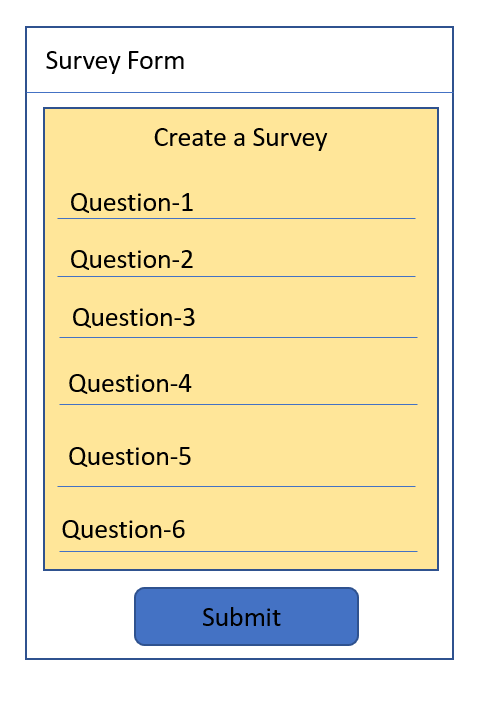 Survey Form
Create a Survey
Question-1
Question-2
Question-3
Question-4
Question-5
Question-6
Submit